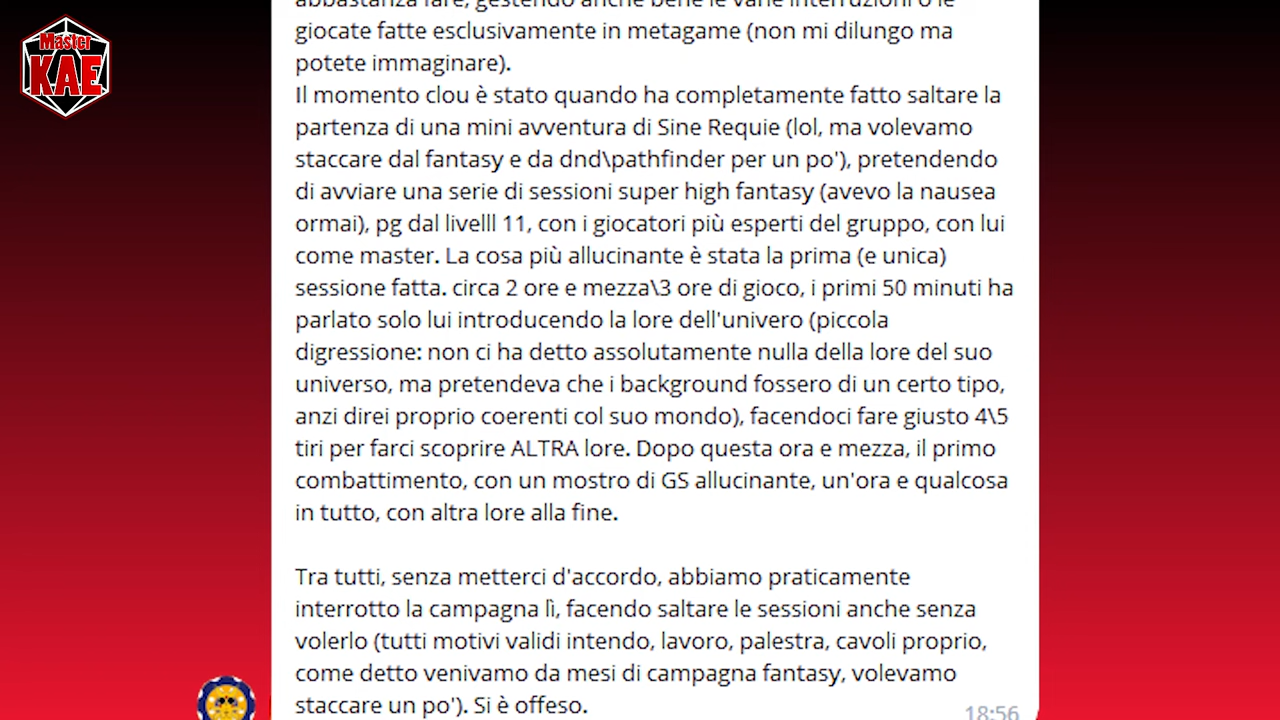 abbastanza fare, gestendo anche bene le varie interruzioni o le
giocate fatte esclusivamente in metagame (non mi dilungo ma
potete immaginare).
Il momento clou è stato quando ha completamente fatto saltare la
partenza di una mini avventura di Sine Requie (lol, ma volevamo
staccare dal fantasy e da dnd\pathfinder per un po'), pretendendo
di avviare una serie di sessioni super high fantasy (avevo la nausea
ormai), pg dal livelll 11, con i giocatori più esperti del gruppo, con lui
come master. La cosa più allucinante è stata la prima (e unica)
sessione fatta. circa 2 ore e mezza\3 ore di gioco, i primi 50 minuti ha
parlato solo lui introducendo la lore dell'univero (piccola
digressione: non ci ha detto assolutamente nulla della lore del suo
universo, ma pretendeva che i background fossero di un certo tipo,
anzi direi proprio coerenti col suo mondo), facendoci fare giusto 4\5
tiri per farci scoprire ALTRA lore. Dopo questa ora e mezza, il primo
combattimento, con un mostro di GS allucinante, un'ora e qualcosa
in tutto, con altra lore alla fine.
Tra tutti, senza metterci d'accordo, abbiamo praticamente
interrotto la campagna lì, facendo saltare le sessioni anche senza
volerlo (tutti motivi validi intendo, lavoro, palestra, cavoli proprio,
come detto venivamo da mesi di campagna fantasy, volevamo
staccare un po'). Si è offeso.
18:56
Master
KAE